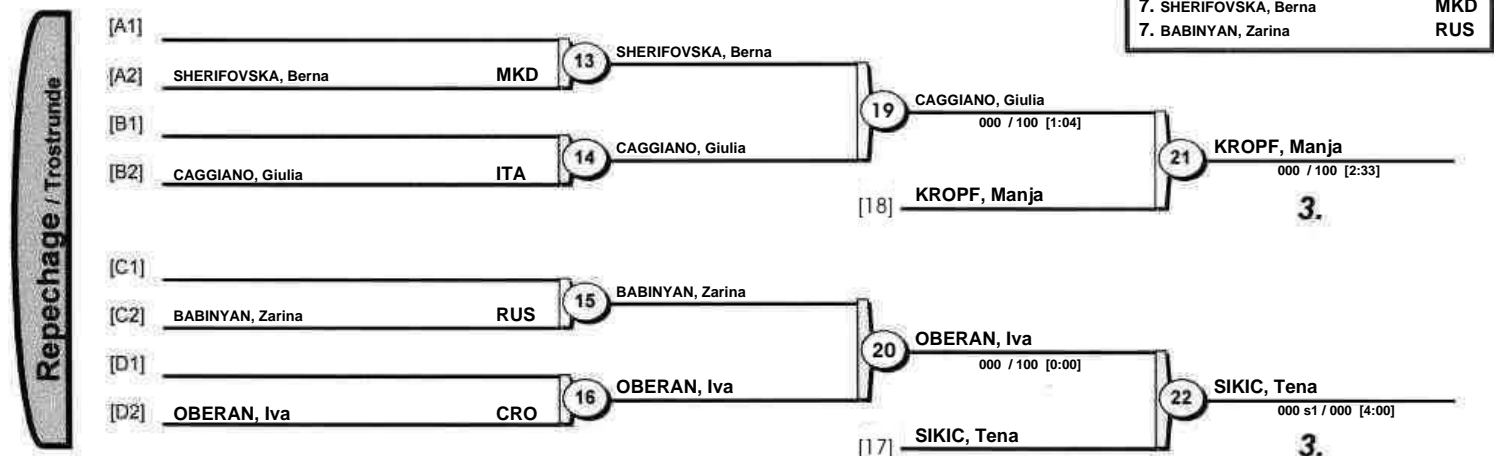 7. SHERIFOVSKA, Berna MKD
7. BABINYAN, Zarina RUS
Repechage / Trostrunde
[A1]
[A2] SHERIFOVSKA, Berna MKD
13 SHERIFOVSKA, Berna
[B1]
[B2] CAGGIANO, Giulia ITA
14 CAGGIANO, Giulia
19 CAGGIANO, Giulia
000 / 100 [1:04]
[18] KROPF, Manja
21 KROPF, Manja
000 / 100 [2:33]
3.
[C1]
[C2] BABINYAN, Zarina RUS
15 BABINYAN, Zarina
[D1]
[D2] OBERAN, Iva CRO
16 OBERAN, Iva
20 OBERAN, Iva
000 / 100 [0:00]
[17] SIKIC, Tena
22 SIKIC, Tena
000 s1 / 000 [4:00]
3.